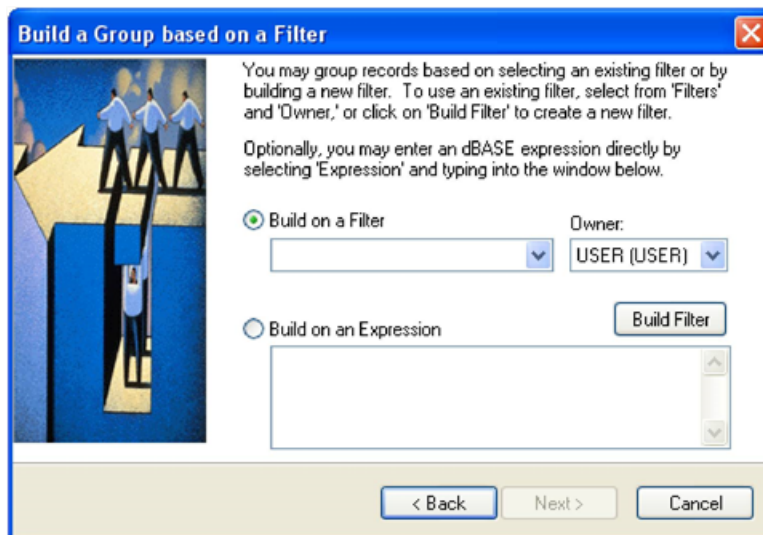 Build a Group based on a Filter
You may group records based on selecting an existing filter or by
building a new filter. To use an existing filter, select from 'Filters'
and 'Owner,' or click on 'Build Filter' to create a new filter.
Optionally, you may enter an dBASE expression directly by
selecting 'Expression' and typing into the window below.
Build on a Filter
Owner:
USER (USER)
Build Filter
Build on an Expression
< Back
Next >
Cancel